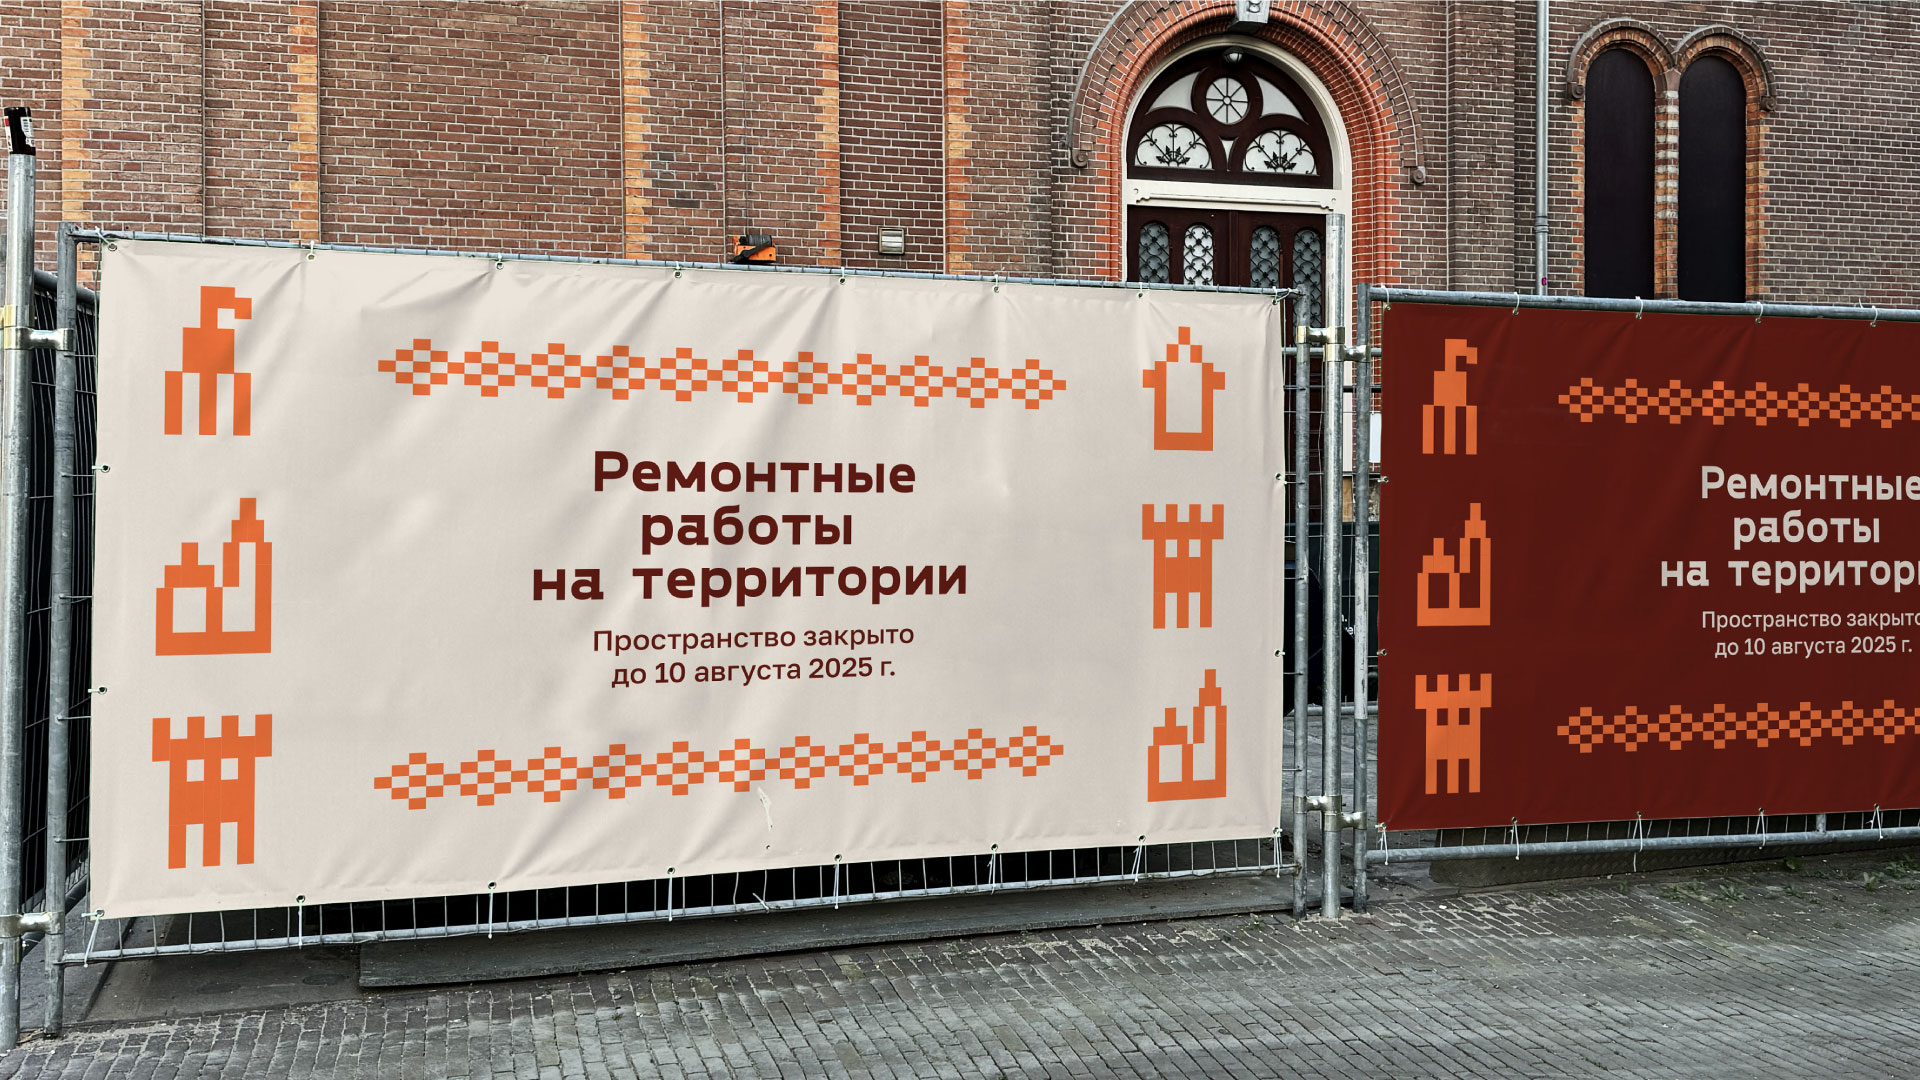 Ремонтные
работы
на территории
Пространство закрыто
до 10 августа 2025 г.
Ремонтные
работы
на
Пространство закрыто
до 10 августа 2025 г.